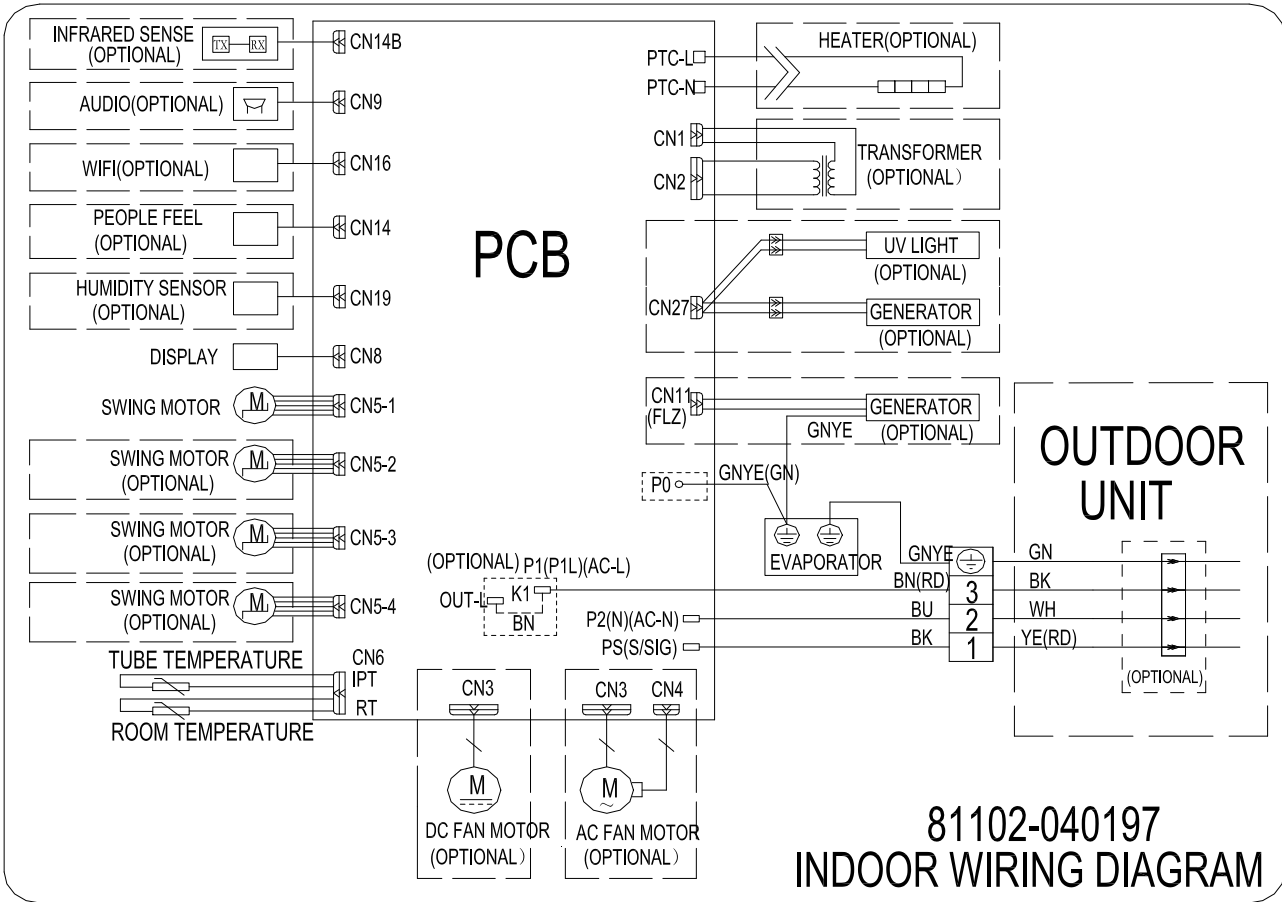 INFRARED SENSE
(OPTIONAL)
TX
RX
CN14B
AUDIO(OPTIONAL)
CN9
WIFI(OPTIONAL)
CN16
PEOPLE FEEL
(OPTIONAL)
CN14
HUMIDITY SENSOR
(OPTIONAL)
CN19
DISPLAY
CN8
SWING MOTOR
M
CN5-1
SWING MOTOR
(OPTIONAL)
M
CN5-2
SWING MOTOR
(OPTIONAL)
M
CN5-3
SWING MOTOR
(OPTIONAL)
M
CN5-4
TUBE TEMPERATURE
CN6
IPT
RT
ROOM TEMPERATURE
PCB
PTC-L
PTC-N
HEATER(OPTIONAL)
CN1
CN2
TRANSFORMER
(OPTIONAL)
CN27
UV LIGHT
(OPTIONAL)
GENERATOR
(OPTIONAL)
CN11
(FLZ)
GENERATOR
(OPTIONAL)
GNYE
P0
GNYE(GN)
EVAPORATOR
(OPTIONAL)
P1(P1L)(AC-L)
OUT-L
K1
BN
P2(N)(AC-N)
PS(S/SIG)
GNYE
BN(RD)
BU
BK
3
2
1
GN
BK
WH
YE(RD)
OUTDOOR
UNIT
(OPTIONAL)
CN3
M
DC FAN MOTOR
(OPTIONAL)
CN3
CN4
M
~
AC FAN MOTOR
(OPTIONAL)
81102-040197
INDOOR WIRING DIAGRAM